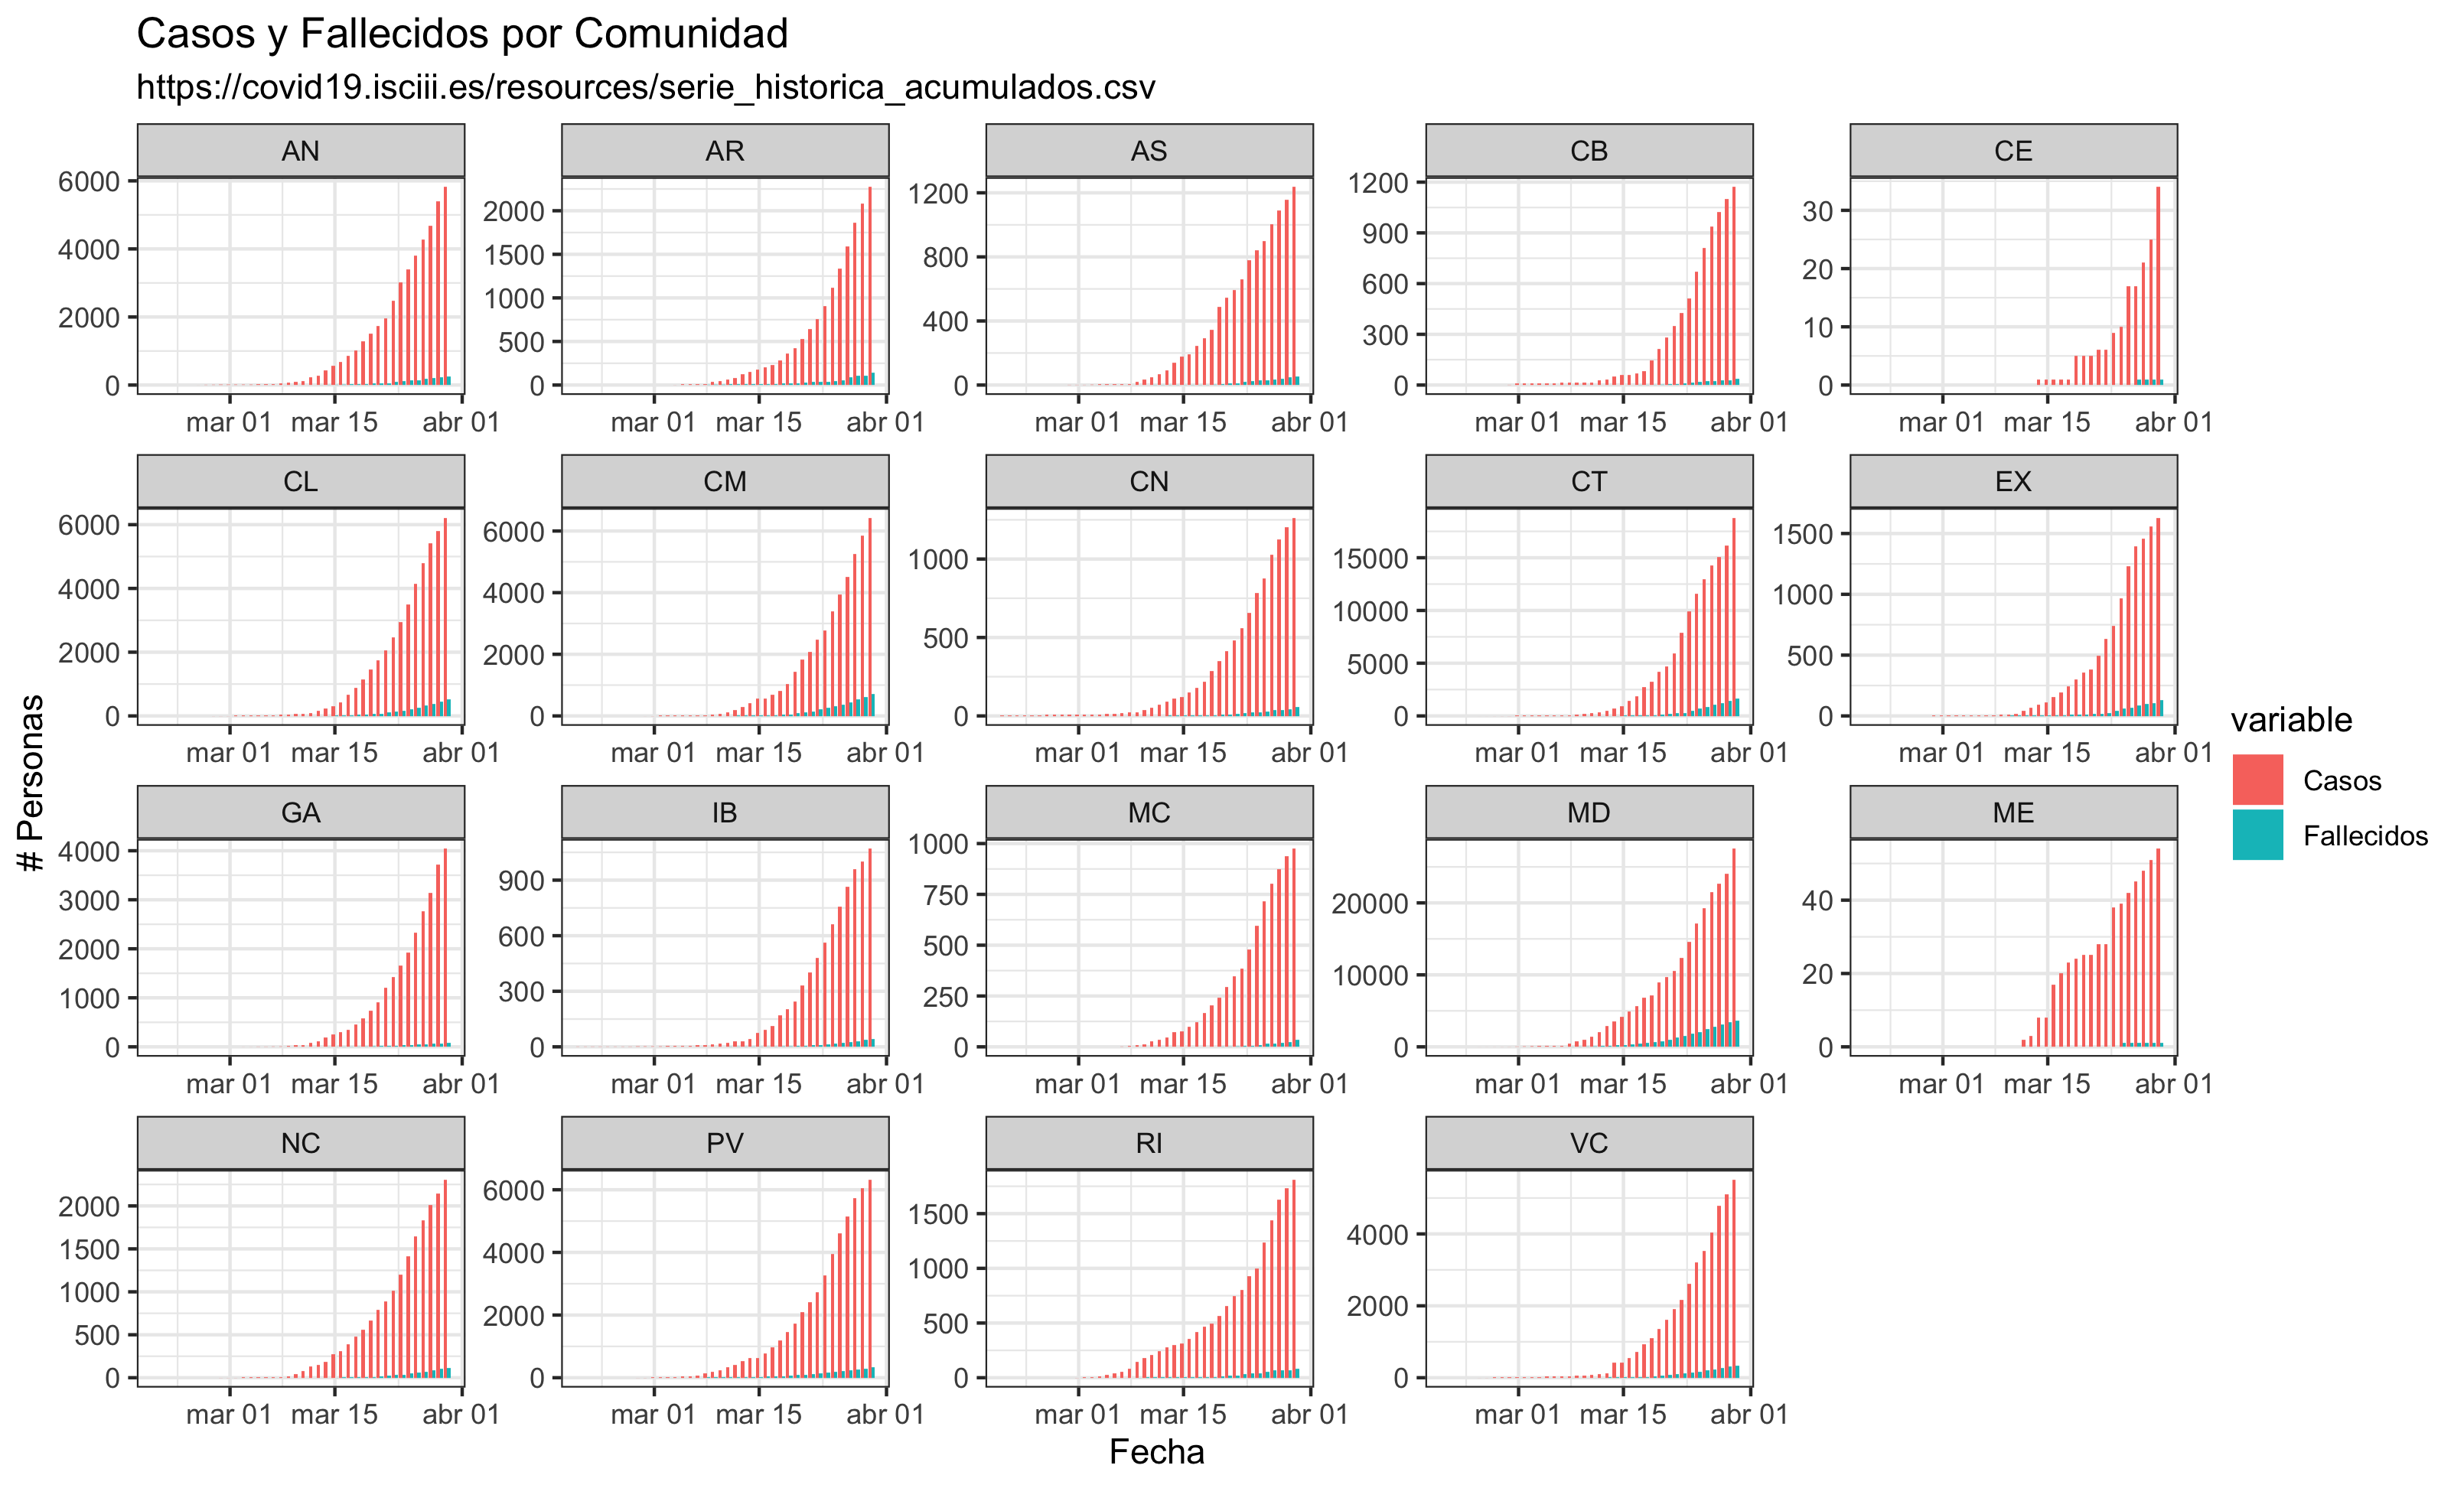 Casos y Fallecidos por Comunidad
https://covid19.isciii.es/resources/serie_historica_acumulados.csv
AN
AR
AS
CB
CE
6000
4000
2000
0
2000
1500
1000
500
0
1200
800
400
0
1200
900
600
300
0
30
20
10
0
mar 01 mar 15 abr 01
mar 01 mar 15 abr 01
mar 01 mar 15 abr 01
mar 01 mar 15 abr 01
mar 01 mar 15 abr 01
CL
CM
CN
CT
EX
6000
4000
2000
0
6000
4000
2000
0
1000
500
0
15000
10000
5000
0
1500
1000
500
0
mar 01 mar 15 abr 01
mar 01 mar 15 abr 01
mar 01 mar 15 abr 01
mar 01 mar 15 abr 01
mar 01 mar 15 abr 01
GA
IB
MC
MD
ME
4000
3000
2000
1000
0
900
600
300
0
1000
750
500
250
0
20000
10000
0
40
20
0
mar 01 mar 15 abr 01
mar 01 mar 15 abr 01
mar 01 mar 15 abr 01
mar 01 mar 15 abr 01
mar 01 mar 15 abr 01
NC
PV
RI
VC
2000
1500
1000
500
0
6000
4000
2000
0
1500
1000
500
0
4000
2000
0
mar 01 mar 15 abr 01
mar 01 mar 15 abr 01
mar 01 mar 15 abr 01
mar 01 mar 15 abr 01
# Personas
Fecha
variable
Casos
Fallecidos